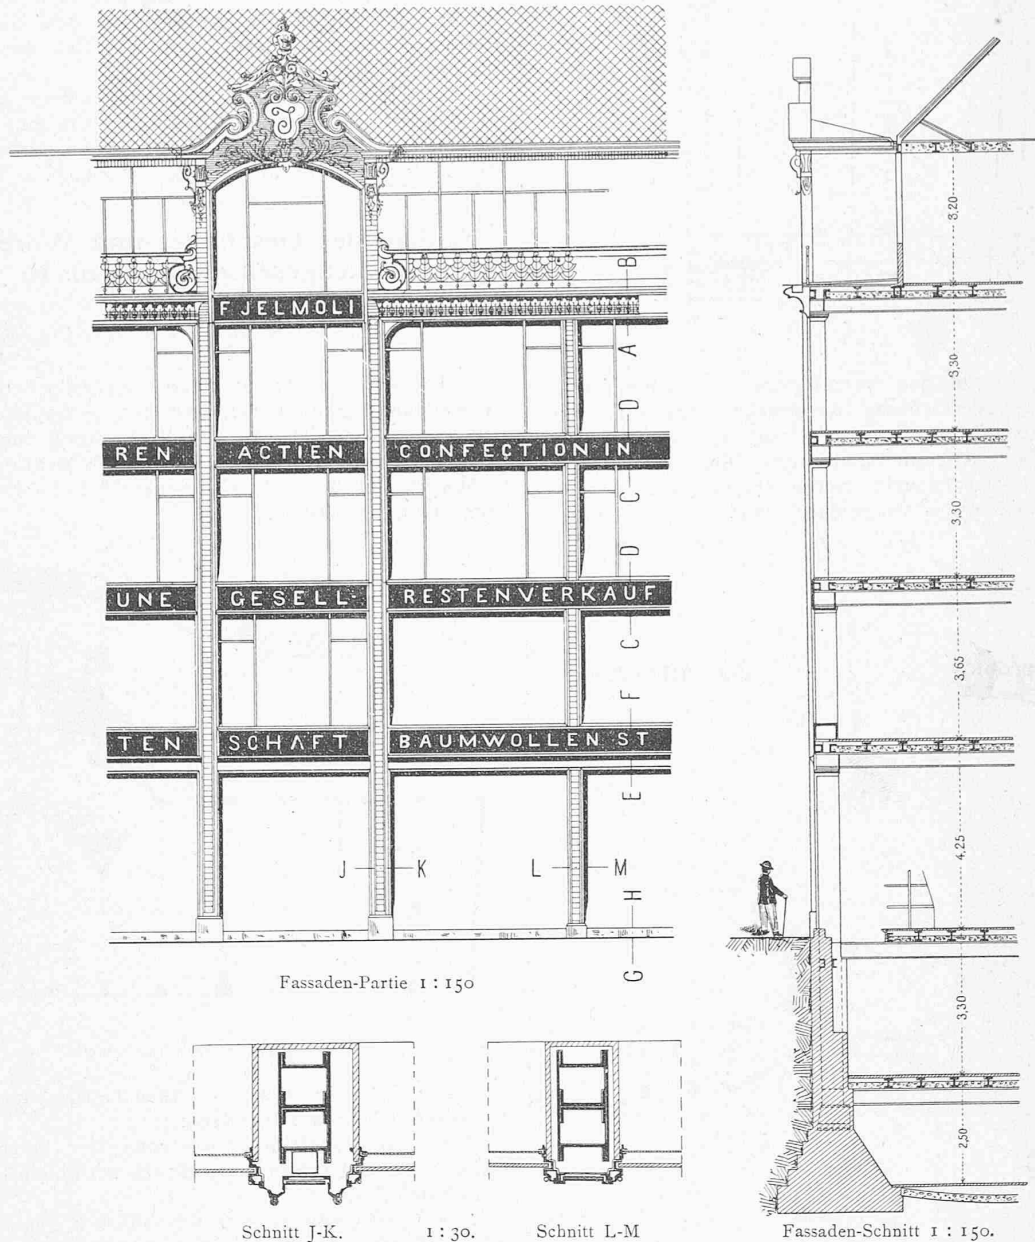 J
3,20
B
F JELMOLI
A
3,30
D
REN ACTIEN CONFECTION IN
C
3,30
D
UNE GESELL- RESTENVERKAUF
C
3,65
F
TEN SCHAFT BAUMWOLLEN ST
E
4,25
J K L M
H
G
Fassaden-Partie 1 : 150
3,30
2,50
Schnitt J-K. 1 : 30. Schnitt L-M Fassaden-Schnitt 1 : 150.